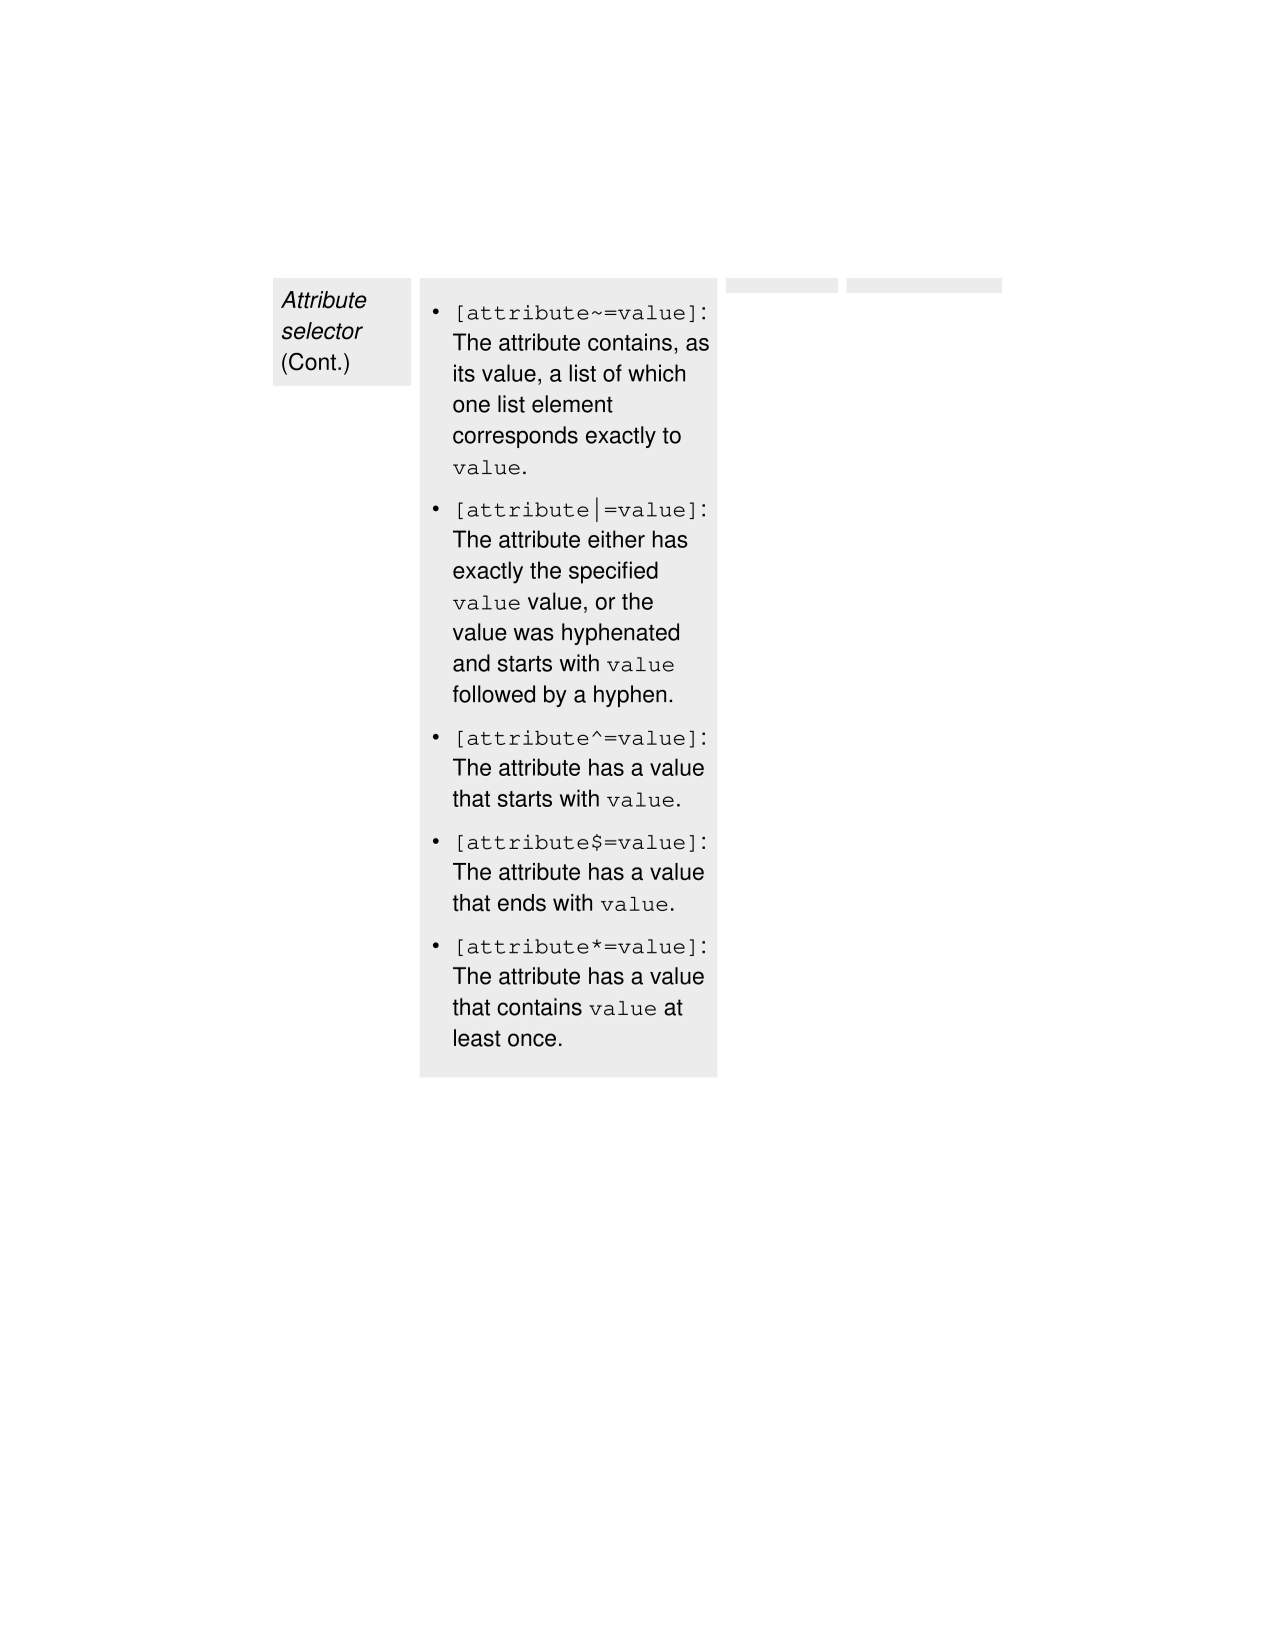 Attribute
selector
(Cont.)
• [attribute~=value]:
The attribute contains, as
its value, a list of which
one list element
corresponds exactly to
value.
• [attribute|=value]:
The attribute either has
exactly the specified
value value, or the
value was hyphenated
and starts with value
followed by a hyphen.
• [attribute^=value]:
The attribute has a value
that starts with value.
• [attribute$=value]:
The attribute has a value
that ends with value.
• [attribute*=value]:
The attribute has a value
that contains value at
least once.